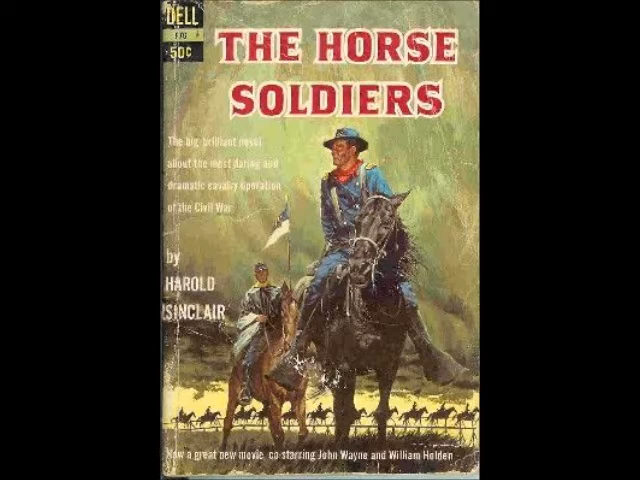 DELL
50¢
THE HORSE
SOLDIERS
The big, brilliant novel
about the most daring and
dramatic cavalry operation
of the Civil War
by
HAROLD
SINCLAIR
Now a great new movie, co-starring John Wayne and William Holden